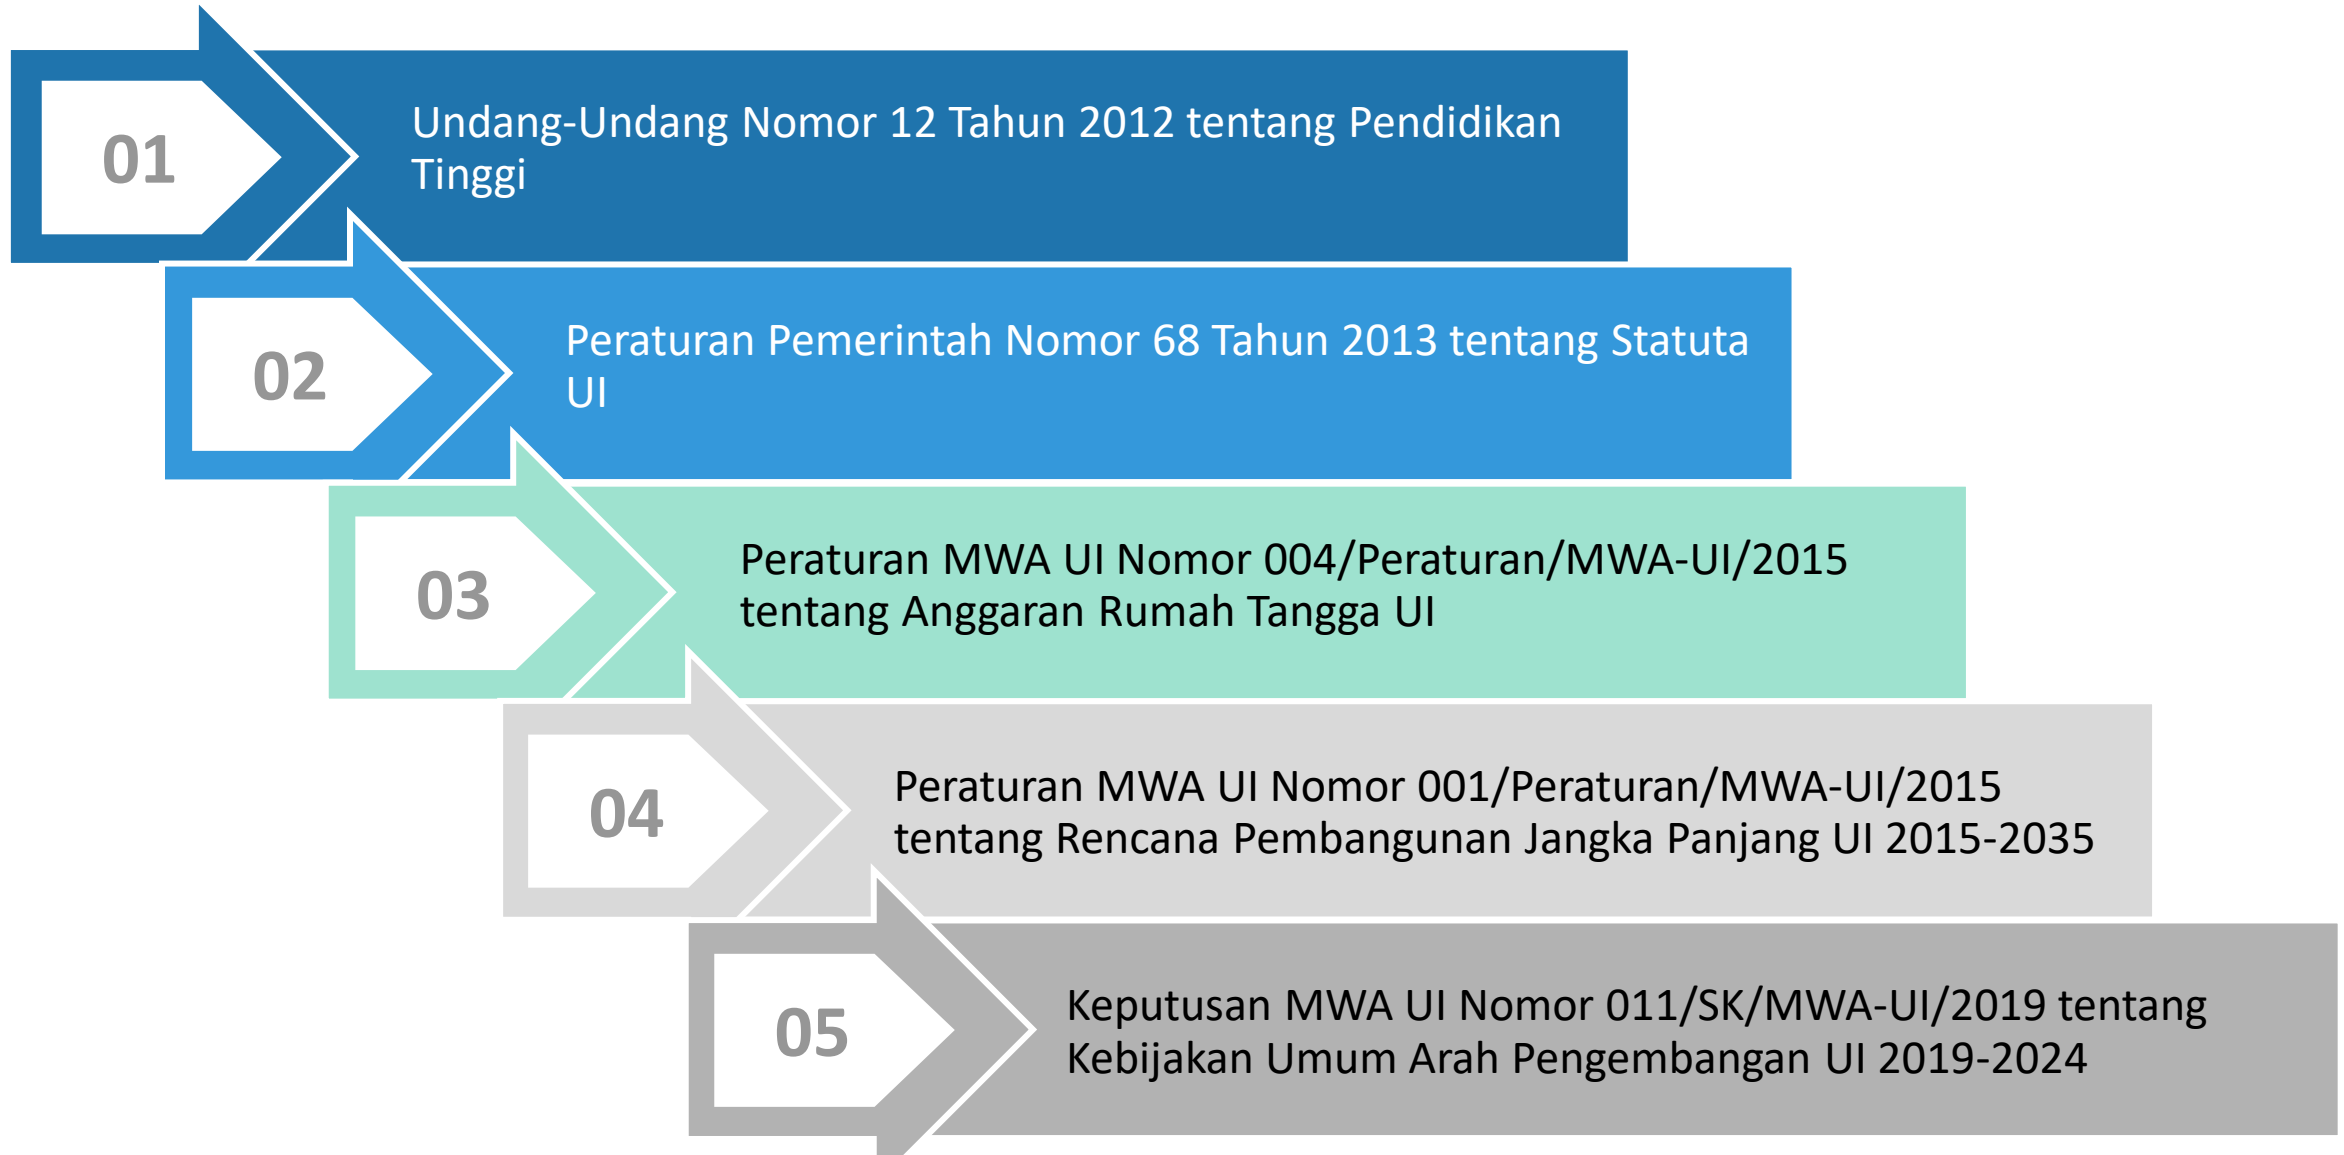 01
Undang-Undang Nomor 12 Tahun 2012 tentang Pendidikan
Tinggi
02
Peraturan Pemerintah Nomor 68 Tahun 2013 tentang Statuta
UI
03
Peraturan MWA UI Nomor 004/Peraturan/MWA-UI/2015
tentang Anggaran Rumah Tangga UI
04
Peraturan MWA UI Nomor 001/Peraturan/MWA-UI/2015
tentang Rencana Pembangunan Jangka Panjang UI 2015-2035
05
Keputusan MWA UI Nomor 011/SK/MWA-UI/2019 tentang
Kebijakan Umum Arah Pengembangan UI 2019-2024